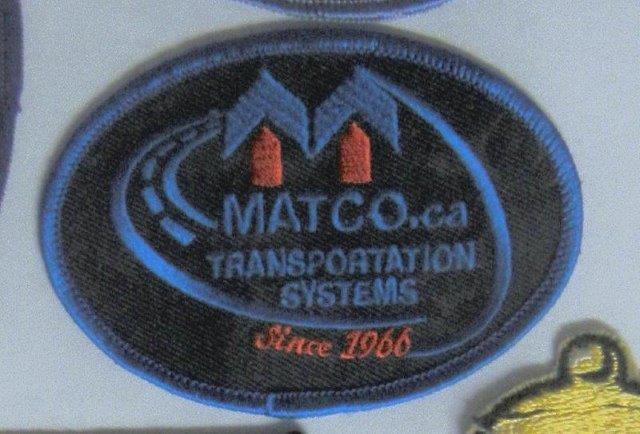 MATCO.ca
TRANSPORTATION
SYSTEMS
Since 1966